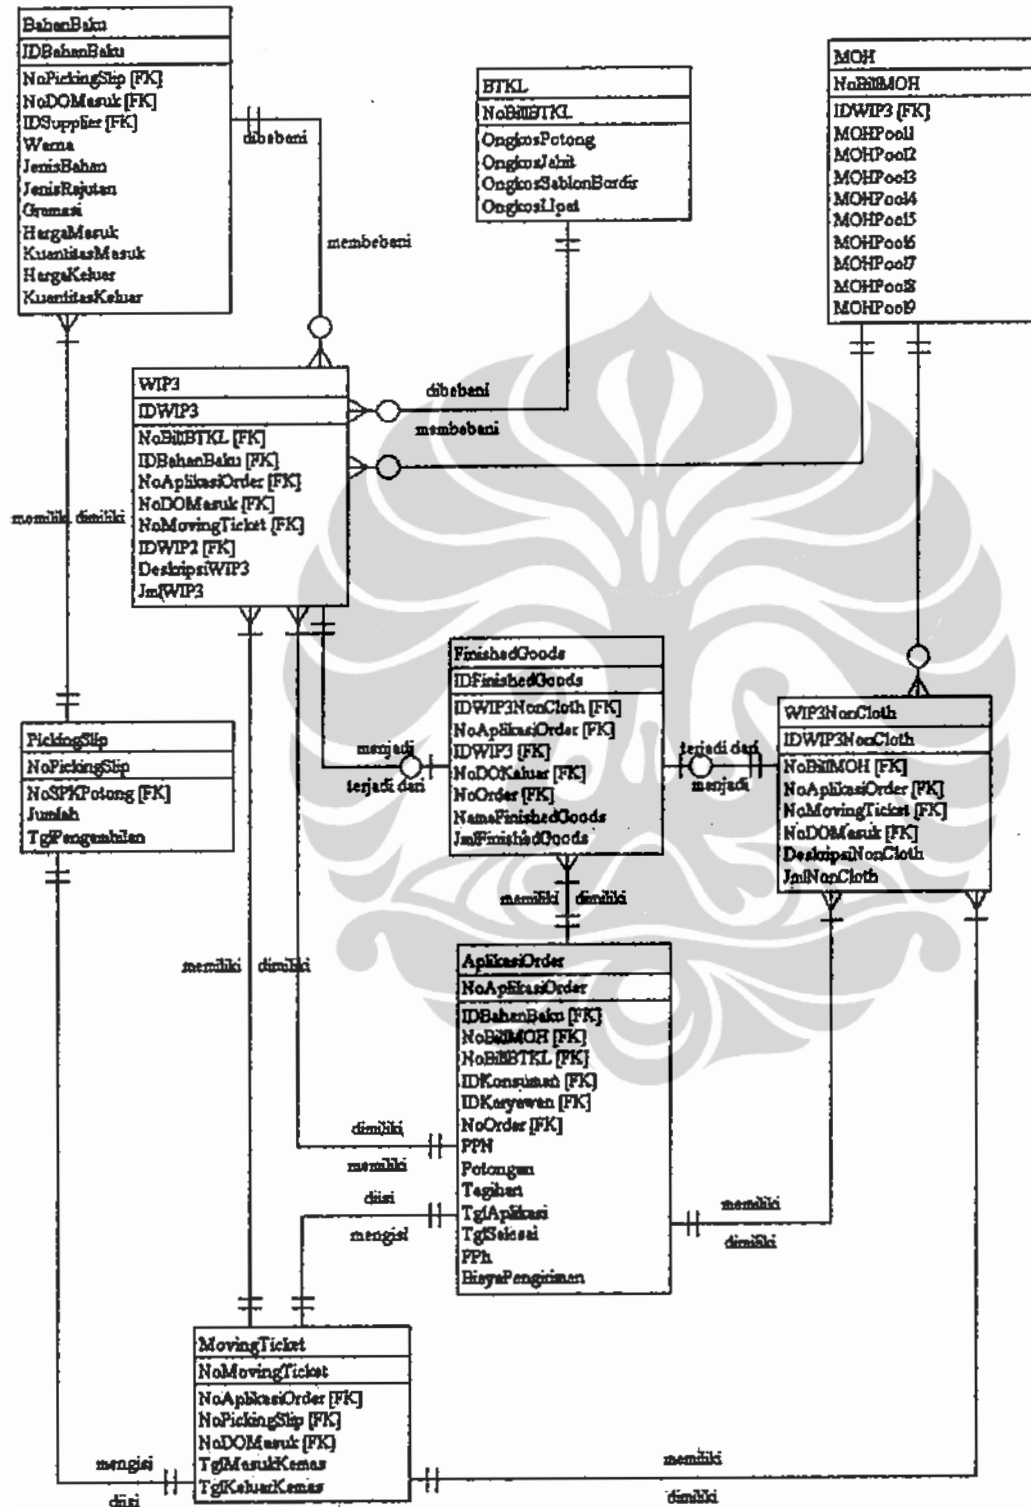 BahanBaku
IDBahanBaku
NoPickingSlip [FK]
NoDOMasuk [FK]
IDSupplier [FK]
Warna
JenisBahan
JenisRajutan
Gramasi
HargaMasuk
KuantitasMasuk
HargaKeluar
KuantitasKeluar
dibebani
membebani
BTKL
NoBillBTKL
OngkosPotong
OngkosJahit
OngkosSablonBordir
OngkosLipat
MOH
NoBillMOH
IDWIP3 [FK]
MOHPool1
MOHPool2
MOHPool3
MOHPool4
MOHPool5
MOHPool6
MOHPool7
MOHPool8
MOHPool9
WIP3
IDWIP3
NoBillBTKL [FK]
IDBahanBaku [FK]
NoAplikasiOrder [FK]
NoDOMasuk [FK]
NoMovingTicket [FK]
IDWIP2 [FK]
DeskripsiWIP3
JmlWIP3
dibebani
membebani
memiliki dimiliki
FinishedGoods
IDFinishedGoods
IDWIP3NonCloth [FK]
NoAplikasiOrder [FK]
IDWIP3 [FK]
NoDOKeluar [FK]
NoOrder [FK]
NamaFinishedGoods
JmlFinishedGoods
menjadi
terjadi dari
terjadi dari
menjadi
WIP3NonCloth
IDWIP3NonCloth
NoBillMOH [FK]
NoAplikasiOrder [FK]
NoMovingTicket [FK]
NoDOMasuk [FK]
DeskripsiNonCloth
JmlNonCloth
PickingSlip
NoPickingSlip
NoSPKPotong [FK]
Jumlah
TglPengambilan
memiliki dimiliki
memiliki dimiliki
AplikasiOrder
NoAplikasiOrder
IDBahanBaku [FK]
NoBillMOH [FK]
NoBillBTKL [FK]
IDKonsumen [FK]
IDKaryawan [FK]
NoOrder [FK]
PPN
Potongan
Tagihan
TglAplikasi
TglSelesai
PPh
BiayaPengiriman
dimiliki
memiliki
diisi
mengisi
memiliki
dimiliki
MovingTicket
NoMovingTicket
NoAplikasiOrder [FK]
NoPickingSlip [FK]
NoDOMasuk [FK]
TglMasukKemas
TglKeluarKemas
mengisi
diisi
memiliki
dimiliki